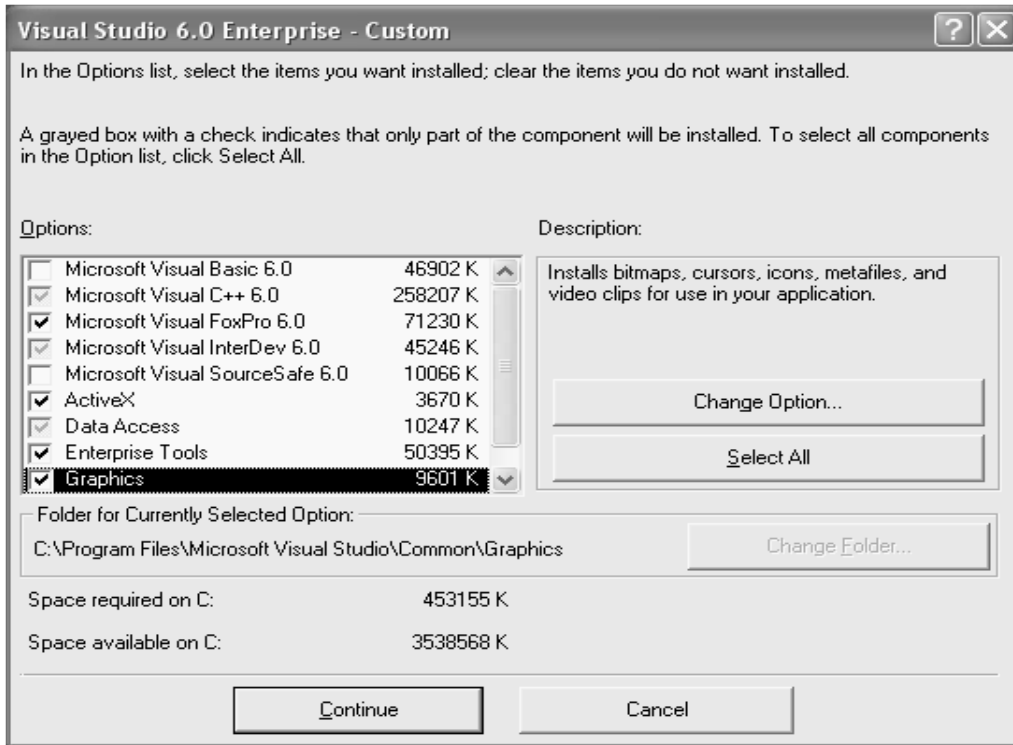 Visual Studio 6.0 Enterprise - Custom
In the Options list, select the items you want installed; clear the items you do not want installed.
A grayed box with a check indicates that only part of the component will be installed. To select all components
in the Option list, click Select All.
Options:
Description:
Microsoft Visual Basic 6.0 46902 K
Microsoft Visual C++ 6.0 258207 K
Microsoft Visual FoxPro 6.0 71230 K
Microsoft Visual InterDev 6.0 45246 K
Microsoft Visual SourceSafe 6.0 10066 K
ActiveX 3670 K
Data Access 10247 K
Enterprise Tools 50395 K
Graphics 9601 K
Installs bitmaps, cursors, icons, metafiles, and
video clips for use in your application.
Change Option...
Select All
Folder for Currently Selected Option:
C:\Program Files\Microsoft Visual Studio\Common\Graphics
Change Folder...
Space required on C: 453155 K
Space available on C: 3538568 K
Continue
Cancel